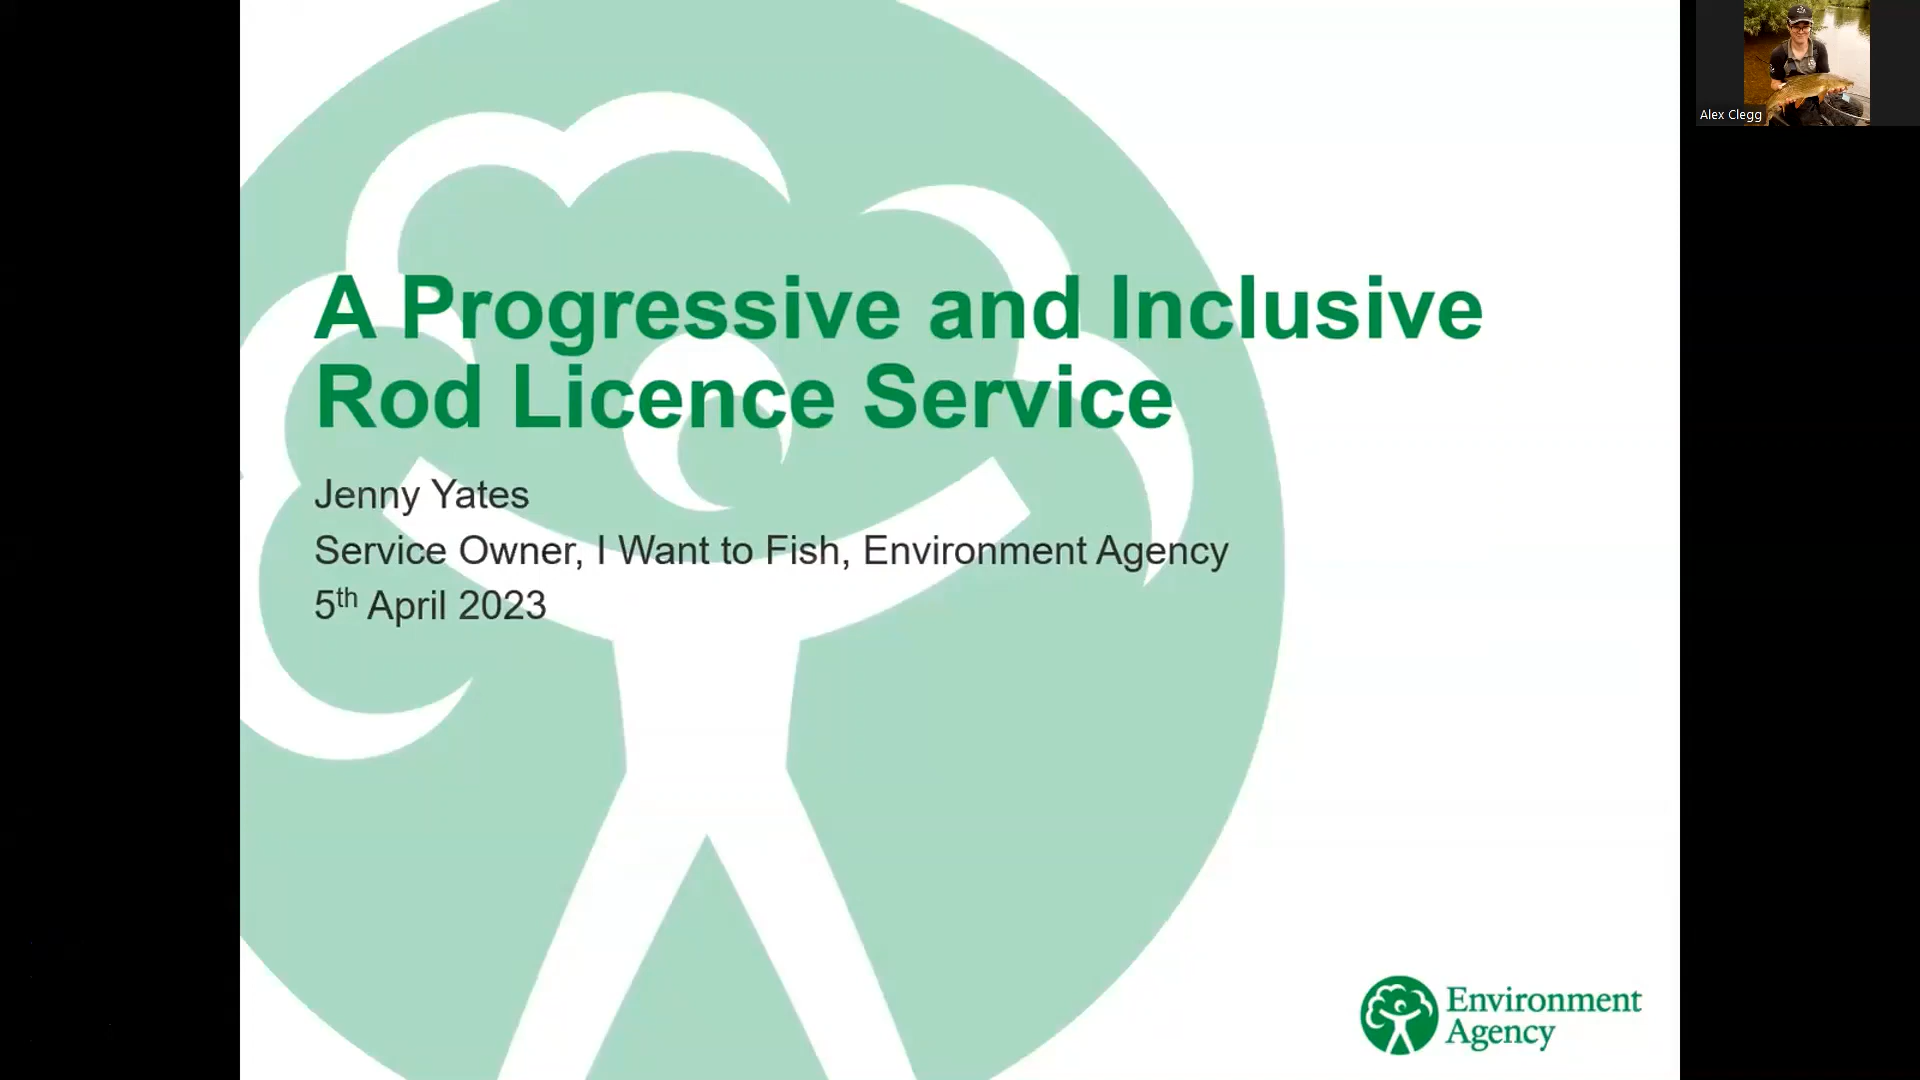 A Progressive and Inclusive
Rod Licence Service
Jenny Yates
Service Owner, I Want to Fish, Environment Agency
5th April 2023
Alex Clegg
Environment
Agency